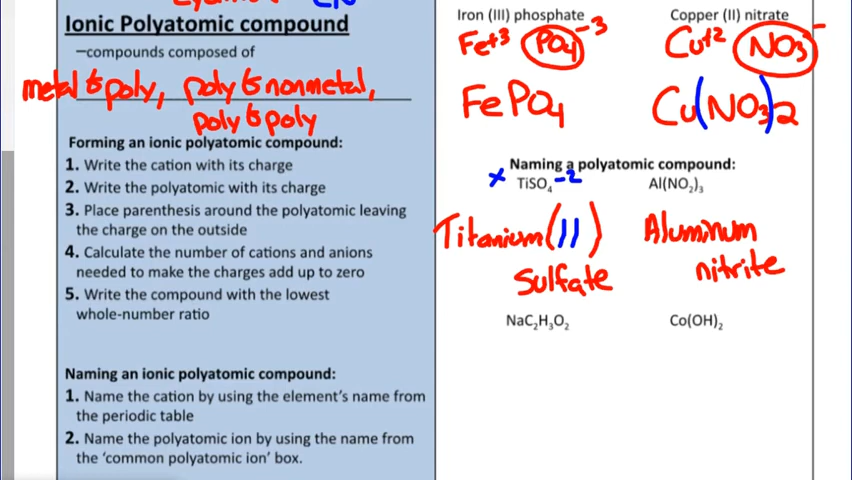 Ionic Polyatomic compound
—compounds composed of
metal & poly, poly & nonmetal,
poly & poly
Forming an ionic polyatomic compound:
1. Write the cation with its charge
2. Write the polyatomic with its charge
3. Place parenthesis around the polyatomic leaving
the charge on the outside
4. Calculate the number of cations and anions
needed to make the charges add up to zero
5. Write the compound with the lowest
whole-number ratio
Naming an ionic polyatomic compound:
1. Name the cation by using the element's name from
the periodic table
2. Name the polyatomic ion by using the name from
the 'common polyatomic ion' box.
Iron (III) phosphate
Fe+3 PO4 -3
FePO4
Copper (II) nitrate
Cu+2 NO3 -
Cu(NO3)2
Naming a polyatomic compound:
x TiSO₄ -2
Titanium (II)
sulfate
Al(NO₂)₃
Aluminum
nitrite
NaC₂H₃O₂
Co(OH)₂